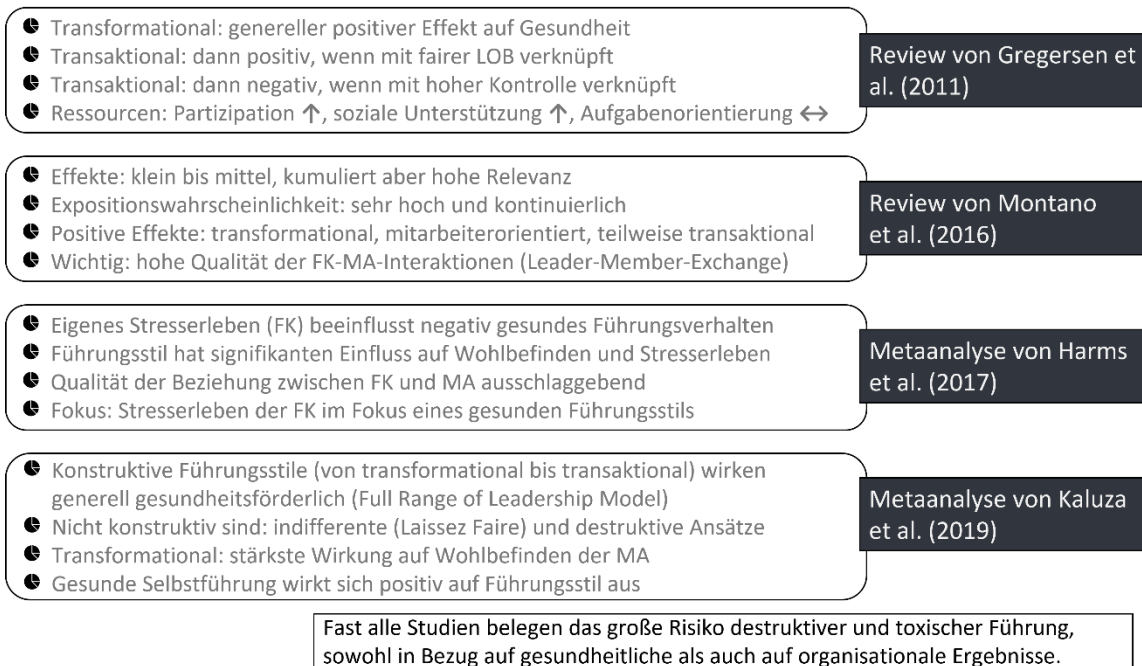 Transformational: genereller positiver Effekt auf Gesundheit
Transaktional: dann positiv, wenn mit fairer LOB verknüpft
Transaktional: dann negativ, wenn mit hoher Kontrolle verknüpft
Ressourcen: Partizipation ↑, soziale Unterstützung ↑, Aufgabenorientierung ↔
Review von Gregersen et
al. (2011)
Effekte: klein bis mittel, kumuliert aber hohe Relevanz
Expositionswahrscheinlichkeit: sehr hoch und kontinuierlich
Positive Effekte: transformational, mitarbeiterorientiert, teilweise transaktional
Wichtig: hohe Qualität der FK-MA-Interaktionen (Leader-Member-Exchange)
Review von Montano
et al. (2016)
Eigenes Stresserleben (FK) beeinflusst negativ gesundes Führungsverhalten
Führungsstil hat signifikanten Einfluss auf Wohlbefinden und Stresserleben
Qualität der Beziehung zwischen FK und MA ausschlaggebend
Fokus: Stresserleben der FK im Fokus eines gesunden Führungsstils
Metaanalyse von Harms
et al. (2017)
Konstruktive Führungsstile (von transformational bis transaktional) wirken
generell gesundheitsförderlich (Full Range of Leadership Model)
Nicht konstruktiv sind: indifferente (Laissez Faire) und destruktive Ansätze
Transformational: stärkste Wirkung auf Wohlbefinden der MA
Gesunde Selbstführung wirkt sich positiv auf Führungsstil aus
Metaanalyse von Kaluza
et al. (2019)
Fast alle Studien belegen das große Risiko destruktiver und toxischer Führung,
sowohl in Bezug auf gesundheitliche als auch auf organisationale Ergebnisse.